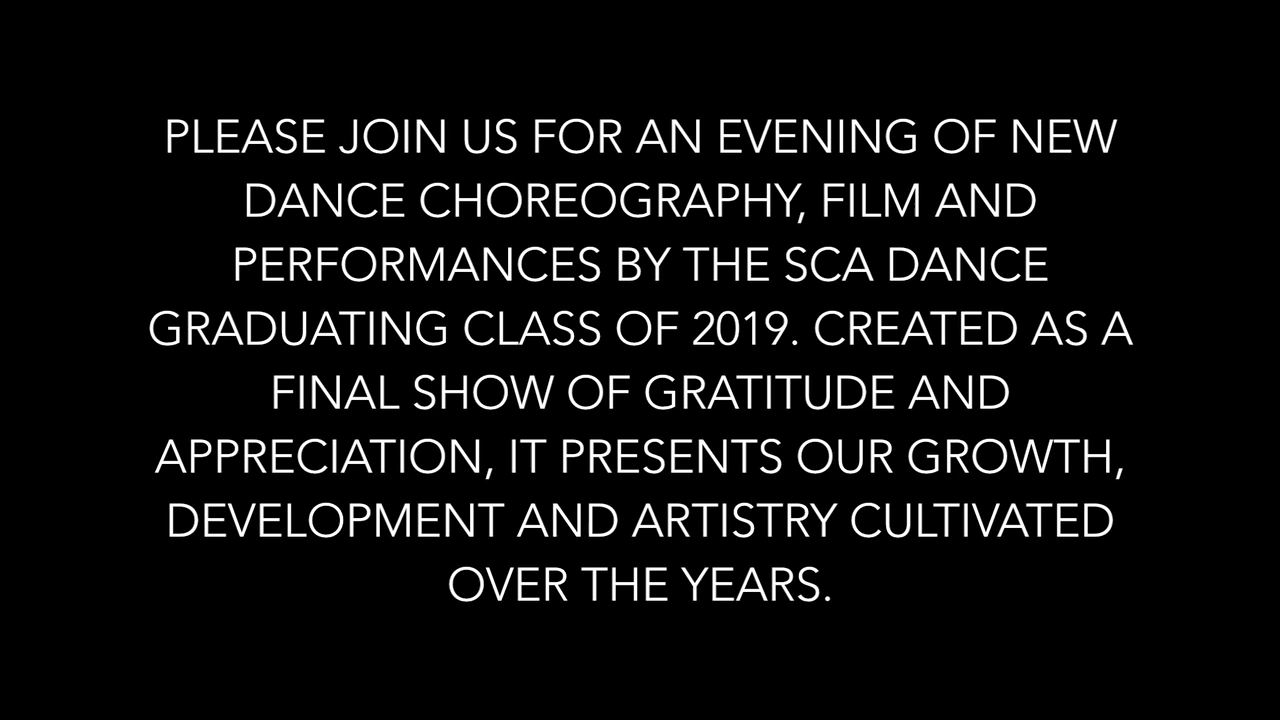 PLEASE JOIN US FOR AN EVENING OF NEW
DANCE CHOREOGRAPHY, FILM AND
PERFORMANCES BY THE SCA DANCE
GRADUATING CLASS OF 2019. CREATED AS A
FINAL SHOW OF GRATITUDE AND
APPRECIATION, IT PRESENTS OUR GROWTH,
DEVELOPMENT AND ARTISTRY CULTIVATED
OVER THE YEARS.